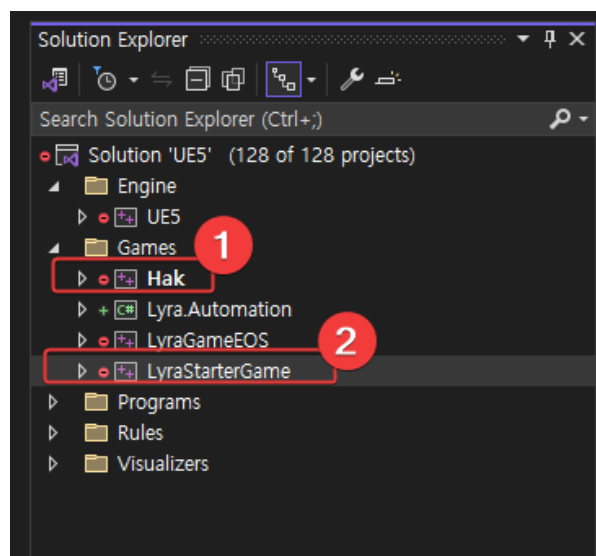 Solution Explorer
Search Solution Explorer (Ctrl+;)
Solution 'UE5' (128 of 128 projects)
Engine
UE5
Games
1
Hak
C# Lyra.Automation
LyraGameEOS
2
LyraStarterGame
Programs
Rules
Visualizers